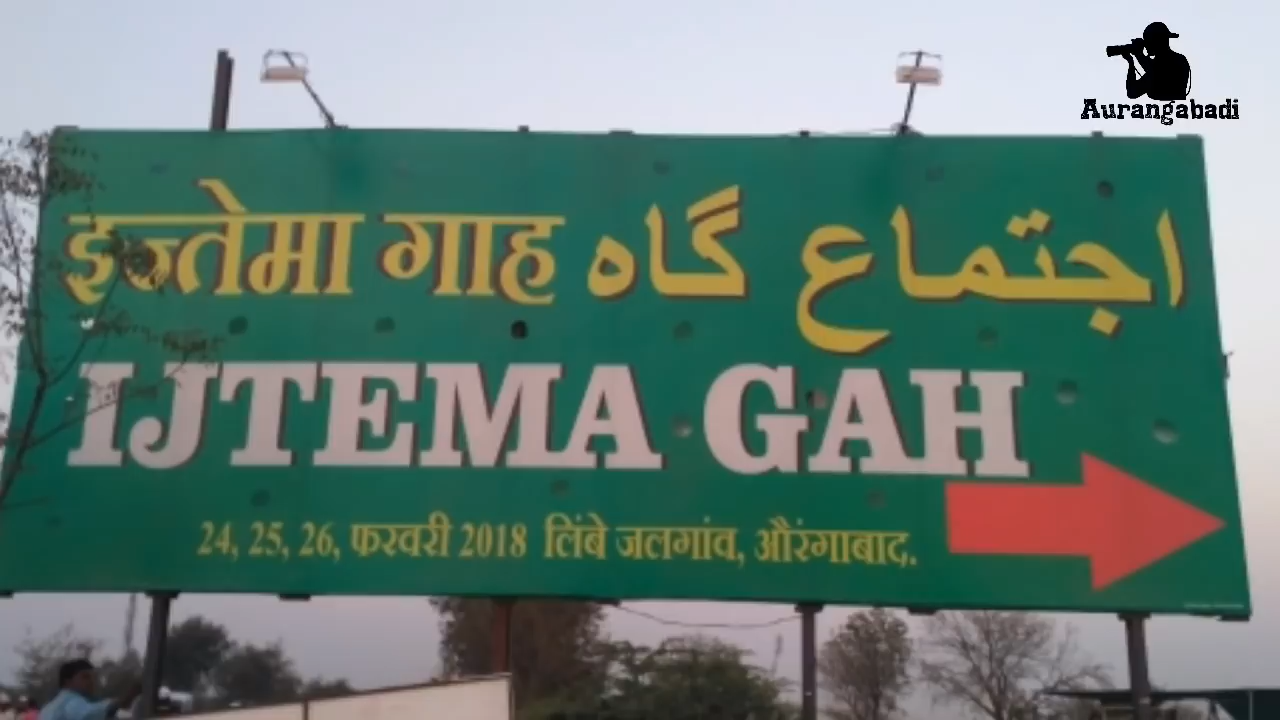 Aurangabadi
इज्तेमा गाह اجتماع گاہ
IJTEMA GAH
24, 25, 26, फरवरी 2018 लिंबे जलगांव, औरंगाबाद.